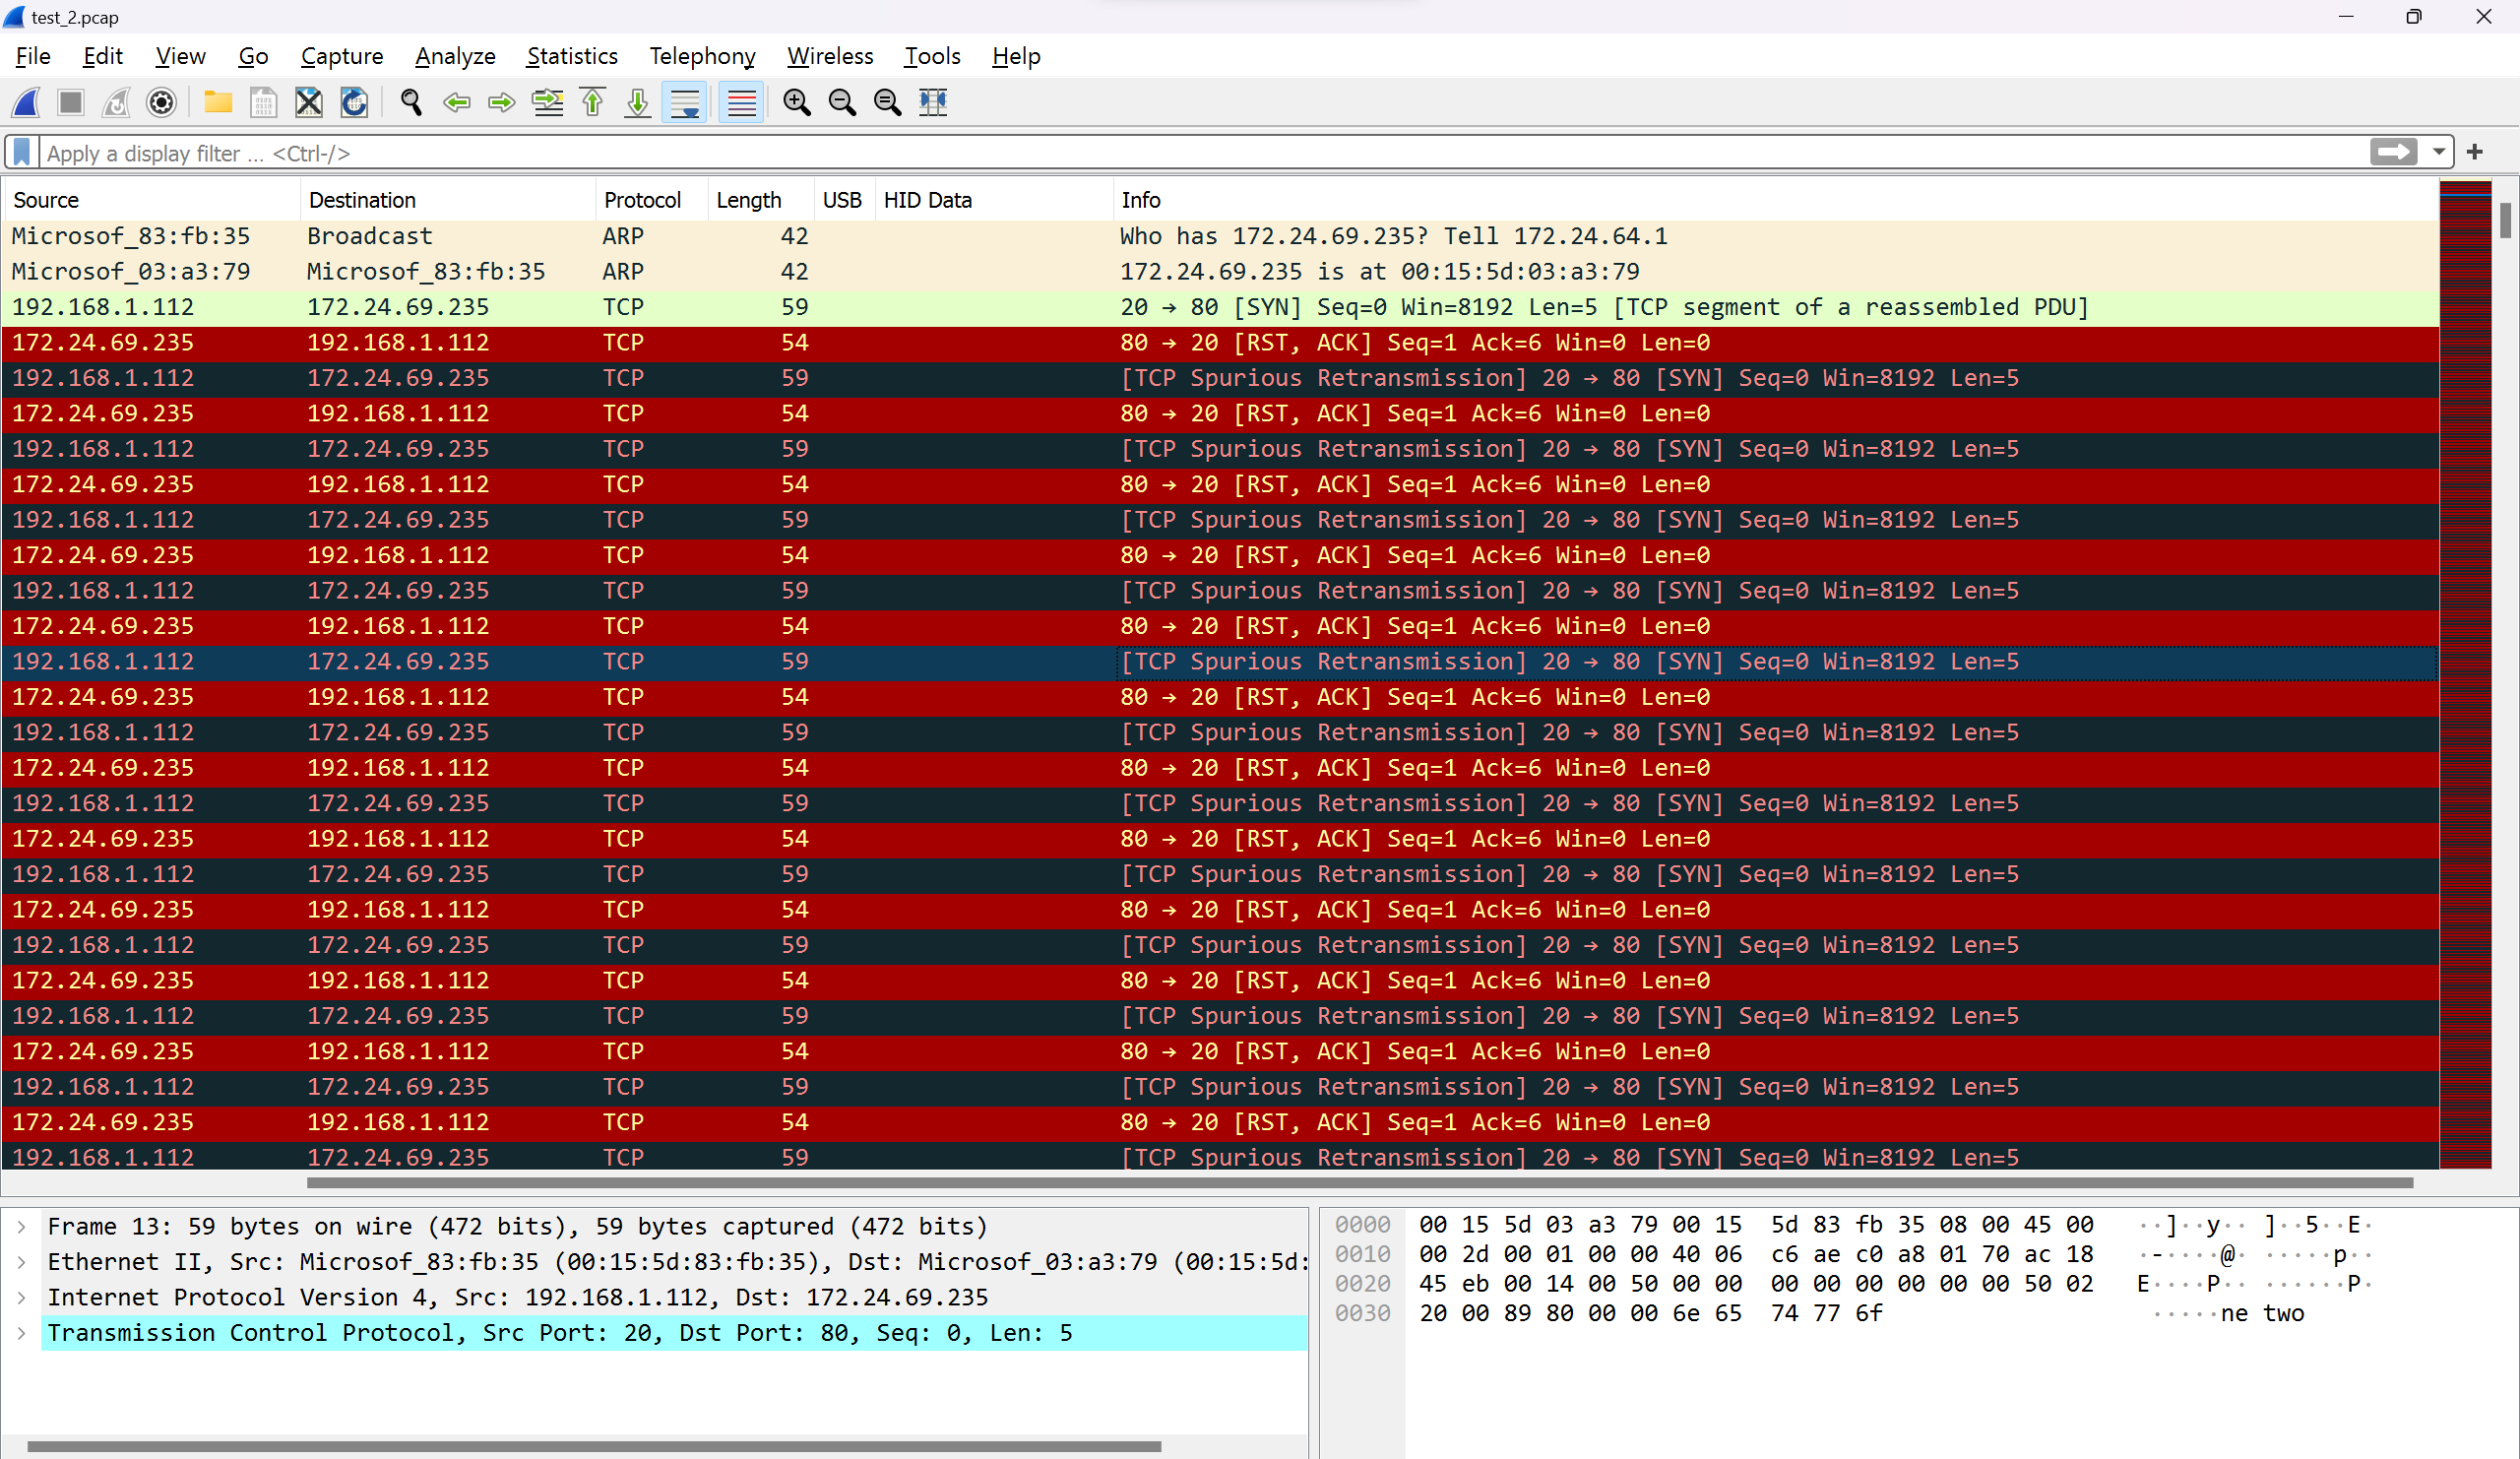 test_2.pcap
File Edit View Go Capture Analyze Statistics Telephony Wireless Tools Help
Apply a display filter ... <Ctrl-/>
Source Destination Protocol Length USB HID Data Info
Microsof_83:fb:35 Broadcast ARP 42 Who has 172.24.69.235? Tell 172.24.64.1
Microsof_03:a3:79 Microsof_83:fb:35 ARP 42 172.24.69.235 is at 00:15:5d:03:a3:79
192.168.1.112 172.24.69.235 TCP 59 20 → 80 [SYN] Seq=0 Win=8192 Len=5 [TCP segment of a reassembled PDU]
172.24.69.235 192.168.1.112 TCP 54 80 → 20 [RST, ACK] Seq=1 Ack=6 Win=0 Len=0
192.168.1.112 172.24.69.235 TCP 59 [TCP Spurious Retransmission] 20 → 80 [SYN] Seq=0 Win=8192 Len=5
172.24.69.235 192.168.1.112 TCP 54 80 → 20 [RST, ACK] Seq=1 Ack=6 Win=0 Len=0
192.168.1.112 172.24.69.235 TCP 59 [TCP Spurious Retransmission] 20 → 80 [SYN] Seq=0 Win=8192 Len=5
172.24.69.235 192.168.1.112 TCP 54 80 → 20 [RST, ACK] Seq=1 Ack=6 Win=0 Len=0
192.168.1.112 172.24.69.235 TCP 59 [TCP Spurious Retransmission] 20 → 80 [SYN] Seq=0 Win=8192 Len=5
172.24.69.235 192.168.1.112 TCP 54 80 → 20 [RST, ACK] Seq=1 Ack=6 Win=0 Len=0
192.168.1.112 172.24.69.235 TCP 59 [TCP Spurious Retransmission] 20 → 80 [SYN] Seq=0 Win=8192 Len=5
172.24.69.235 192.168.1.112 TCP 54 80 → 20 [RST, ACK] Seq=1 Ack=6 Win=0 Len=0
192.168.1.112 172.24.69.235 TCP 59 [TCP Spurious Retransmission] 20 → 80 [SYN] Seq=0 Win=8192 Len=5
172.24.69.235 192.168.1.112 TCP 54 80 → 20 [RST, ACK] Seq=1 Ack=6 Win=0 Len=0
192.168.1.112 172.24.69.235 TCP 59 [TCP Spurious Retransmission] 20 → 80 [SYN] Seq=0 Win=8192 Len=5
172.24.69.235 192.168.1.112 TCP 54 80 → 20 [RST, ACK] Seq=1 Ack=6 Win=0 Len=0
192.168.1.112 172.24.69.235 TCP 59 [TCP Spurious Retransmission] 20 → 80 [SYN] Seq=0 Win=8192 Len=5
172.24.69.235 192.168.1.112 TCP 54 80 → 20 [RST, ACK] Seq=1 Ack=6 Win=0 Len=0
192.168.1.112 172.24.69.235 TCP 59 [TCP Spurious Retransmission] 20 → 80 [SYN] Seq=0 Win=8192 Len=5
172.24.69.235 192.168.1.112 TCP 54 80 → 20 [RST, ACK] Seq=1 Ack=6 Win=0 Len=0
192.168.1.112 172.24.69.235 TCP 59 [TCP Spurious Retransmission] 20 → 80 [SYN] Seq=0 Win=8192 Len=5
172.24.69.235 192.168.1.112 TCP 54 80 → 20 [RST, ACK] Seq=1 Ack=6 Win=0 Len=0
192.168.1.112 172.24.69.235 TCP 59 [TCP Spurious Retransmission] 20 → 80 [SYN] Seq=0 Win=8192 Len=5
172.24.69.235 192.168.1.112 TCP 54 80 → 20 [RST, ACK] Seq=1 Ack=6 Win=0 Len=0
192.168.1.112 172.24.69.235 TCP 59 [TCP Spurious Retransmission] 20 → 80 [SYN] Seq=0 Win=8192 Len=5
172.24.69.235 192.168.1.112 TCP 54 80 → 20 [RST, ACK] Seq=1 Ack=6 Win=0 Len=0
192.168.1.112 172.24.69.235 TCP 59 [TCP Spurious Retransmission] 20 → 80 [SYN] Seq=0 Win=8192 Len=5
Frame 13: 59 bytes on wire (472 bits), 59 bytes captured (472 bits)
Ethernet II, Src: Microsof_83:fb:35 (00:15:5d:83:fb:35), Dst: Microsof_03:a3:79 (00:15:5d:
Internet Protocol Version 4, Src: 192.168.1.112, Dst: 172.24.69.235
Transmission Control Protocol, Src Port: 20, Dst Port: 80, Seq: 0, Len: 5
0000 00 15 5d 03 a3 79 00 15 5d 83 fb 35 08 00 45 00 ··]··y·· ]··5··E·
0010 00 2d 00 01 00 00 40 06 c6 ae c0 a8 01 70 ac 18 ·-····@· ·····p··
0020 45 eb 00 14 00 50 00 00 00 00 00 00 00 00 50 02 E····P·· ······P·
0030 20 00 89 80 00 00 6e 65 74 77 6f ·····ne two